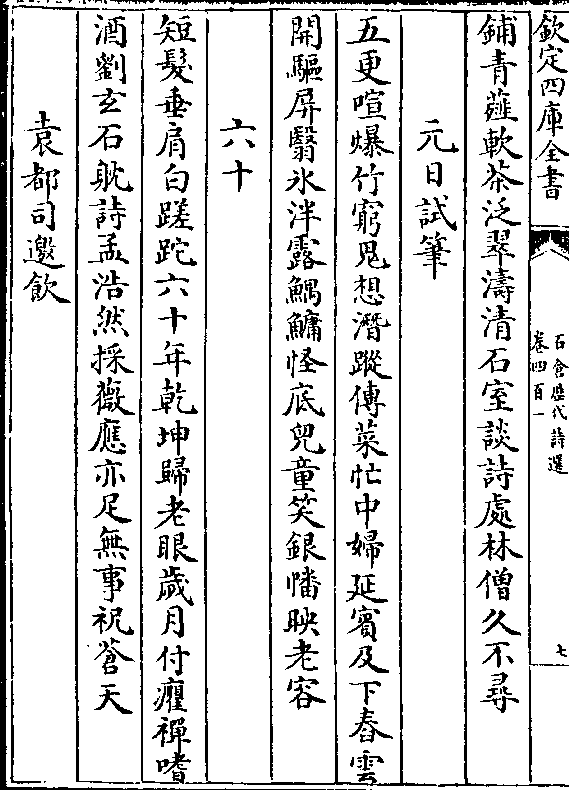 欽定四庫全書
石倉歷代詩選
卷四百一
七
鋪青薤軟茶泛翠濤清石室談詩處林僧久不尋
元日試筆
五更喧爆竹窮鬼想潛蹤傳菜忙中婦延賓及下舂雲
開驅屏翳氷泮露鰅鱅怪底兒童笑銀幡映老容
六十
短髮垂肩白蹉跎六十年乾坤歸老眼歲月付癯禪嗜
酒劉玄石躭詩孟浩然採薇應亦足無事祝蒼天
袁都司邀飲